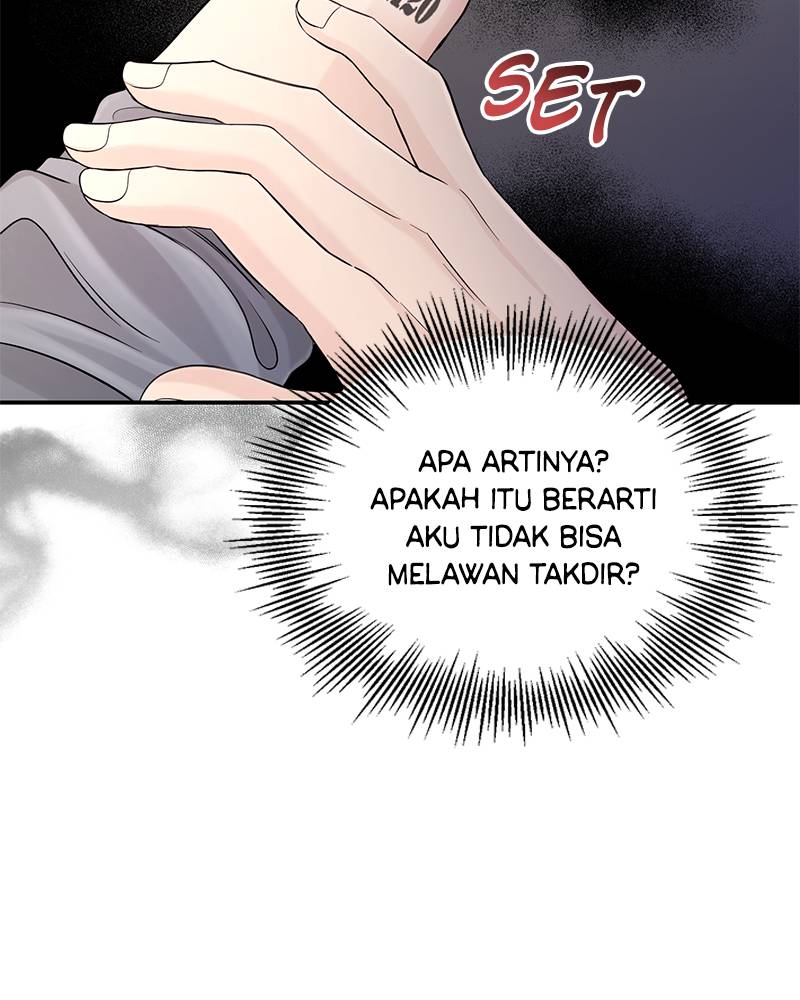 SET
APA ARTINYA?
APAKAH ITU BERARTI
AKU TIDAK BISA
MELAWAN TAKDIR?